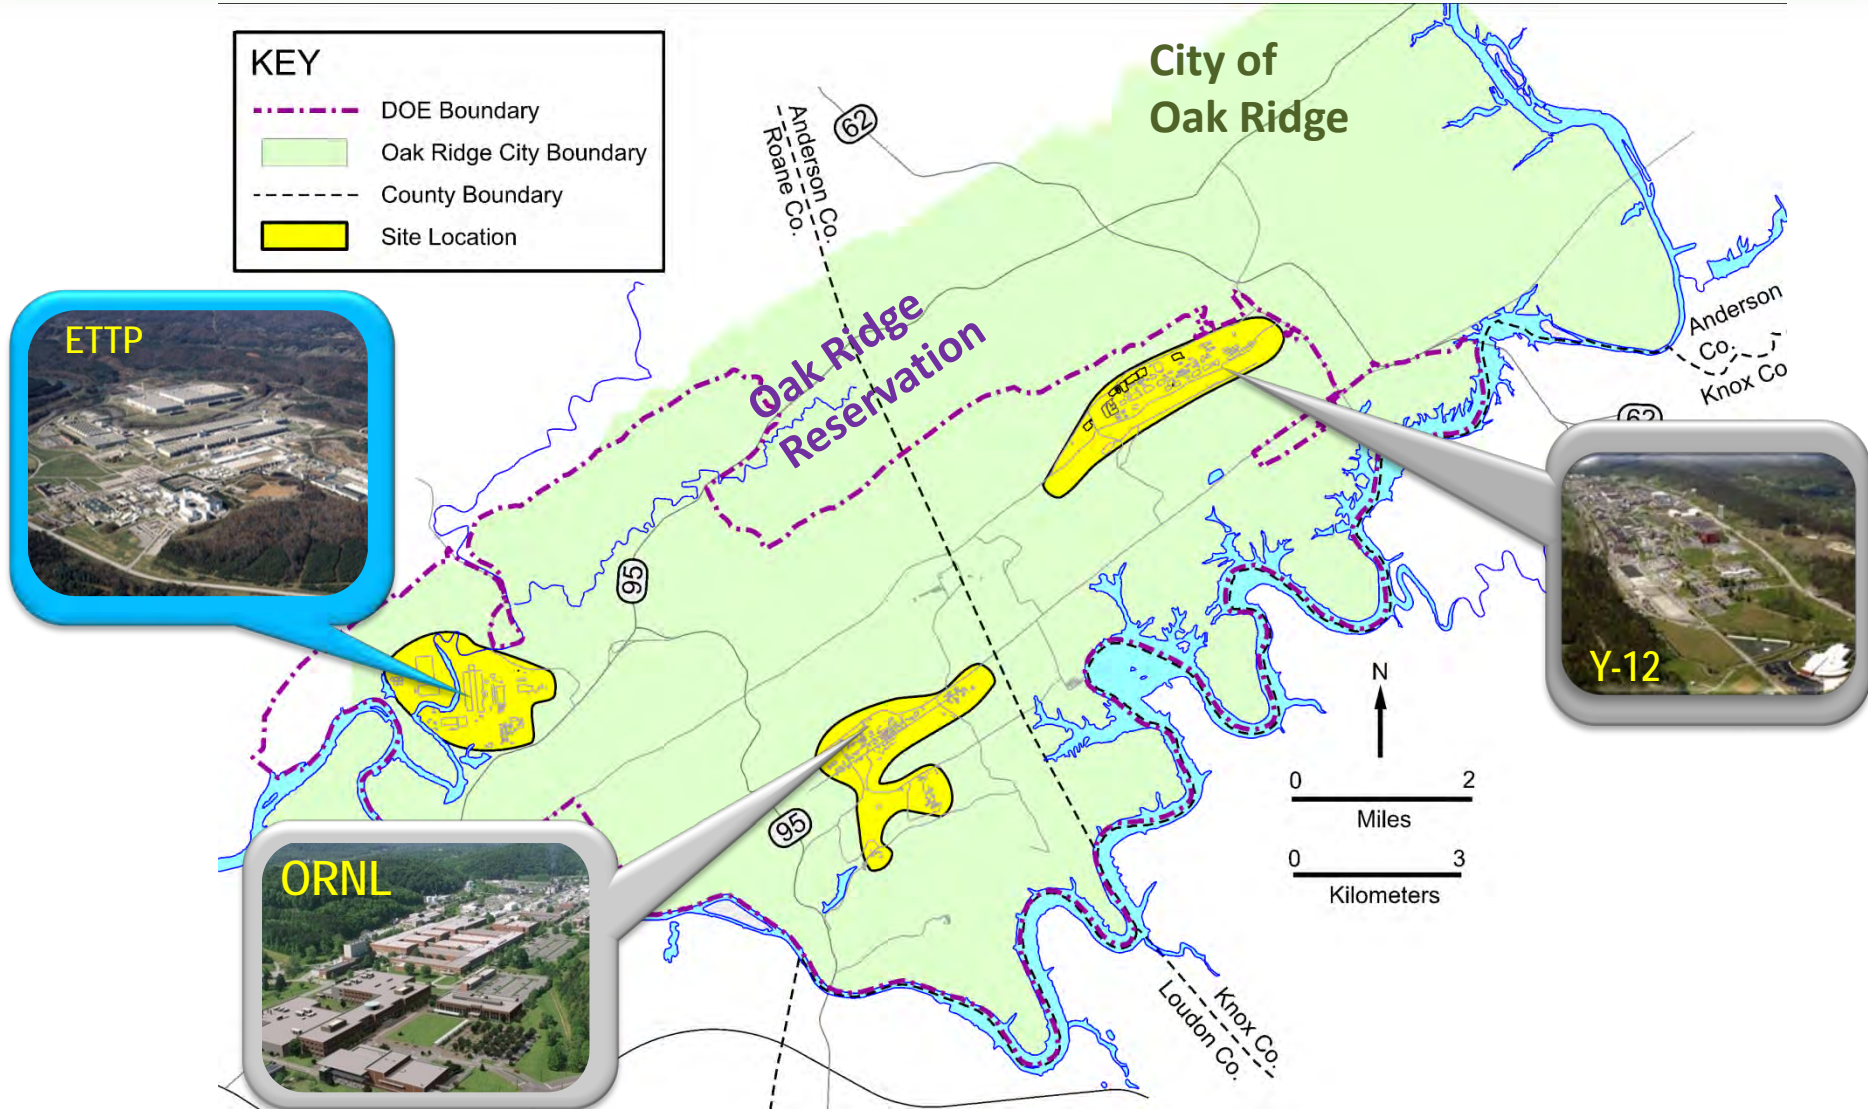 KEY
DOE Boundary
Oak Ridge City Boundary
County Boundary
Site Location
City of
Oak Ridge
62
Anderson Co.
Roane Co.
Oak Ridge
Reservation
ETTP
Anderson
Co.
Knox Co
62
95
Y-12
N
0 2
Miles
0 3
Kilometers
95
ORNL
Knox Co.
Loudon Co.